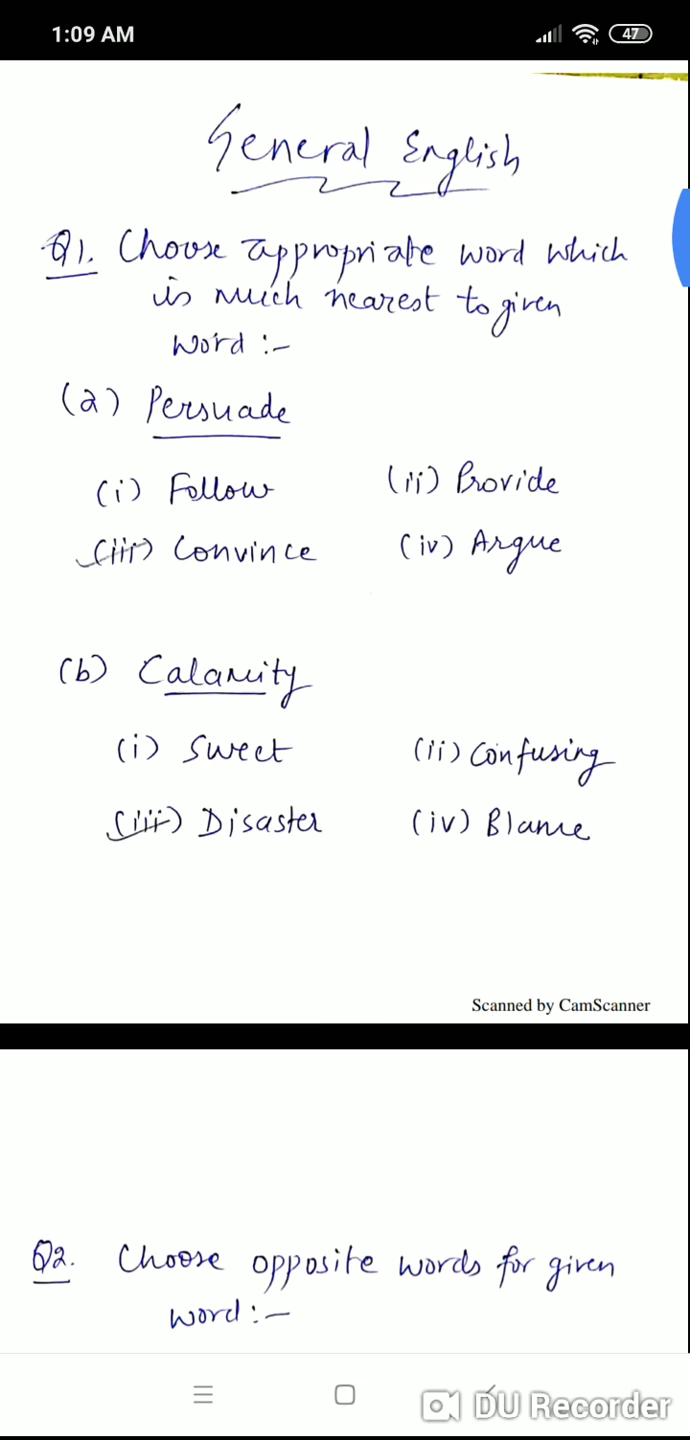 1:09 AM
47
General English
Q1. Choose appropriate word which
is much nearest to given
word :-
(a) Persuade
(i) Follow (ii) Provide
(iii) Convince (iv) Argue
(b) Calamity
(i) Sweet (ii) Confusing
(iii) Disaster (iv) Blame
Scanned by CamScanner
Q2. Choose opposite words for given
word :-
DU Recorder